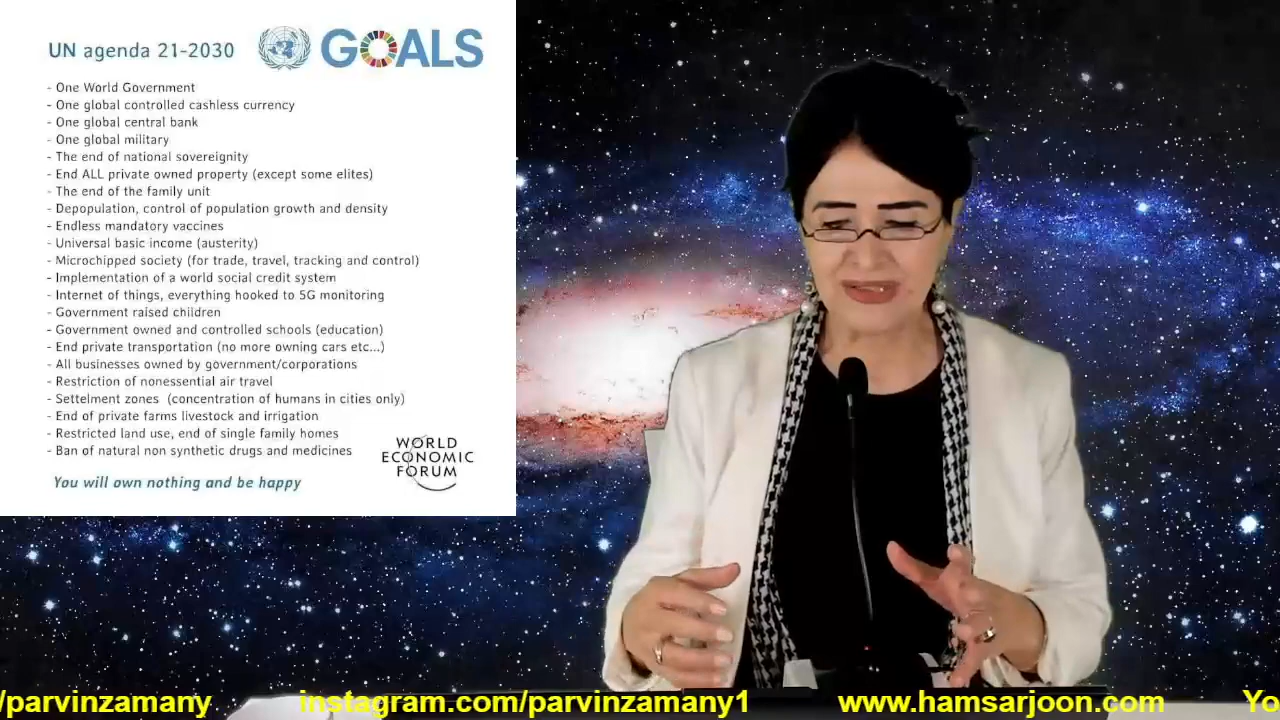 UN agenda 21-2030
GOALS
- One World Government
- One global controlled cashless currency
- One global central bank
- One global military
- The end of national sovereignity
- End ALL private owned property (except some elites)
- The end of the family unit
- Depopulation, control of population growth and density
- Endless mandatory vaccines
- Universal basic income (austerity)
- Microchipped society (for trade, travel, tracking and control)
- Implementation of a world social credit system
- Internet of things, everything hooked to 5G monitoring
- Government raised children
- Government owned and controlled schools (education)
- End private transportation (no more owning cars etc...)
- All businesses owned by government/corporations
- Restriction of nonessential air travel
- Settelment zones (concentration of humans in cities only)
- End of private farms livestock and irrigation
- Restricted land use, end of single family homes
- Ban of natural non synthetic drugs and medicines
WORLD
ECONOMIC
FORUM
You will own nothing and be happy
/parvinzamany instagram.com/parvinzamany1 www.hamsarjoon.com Yo